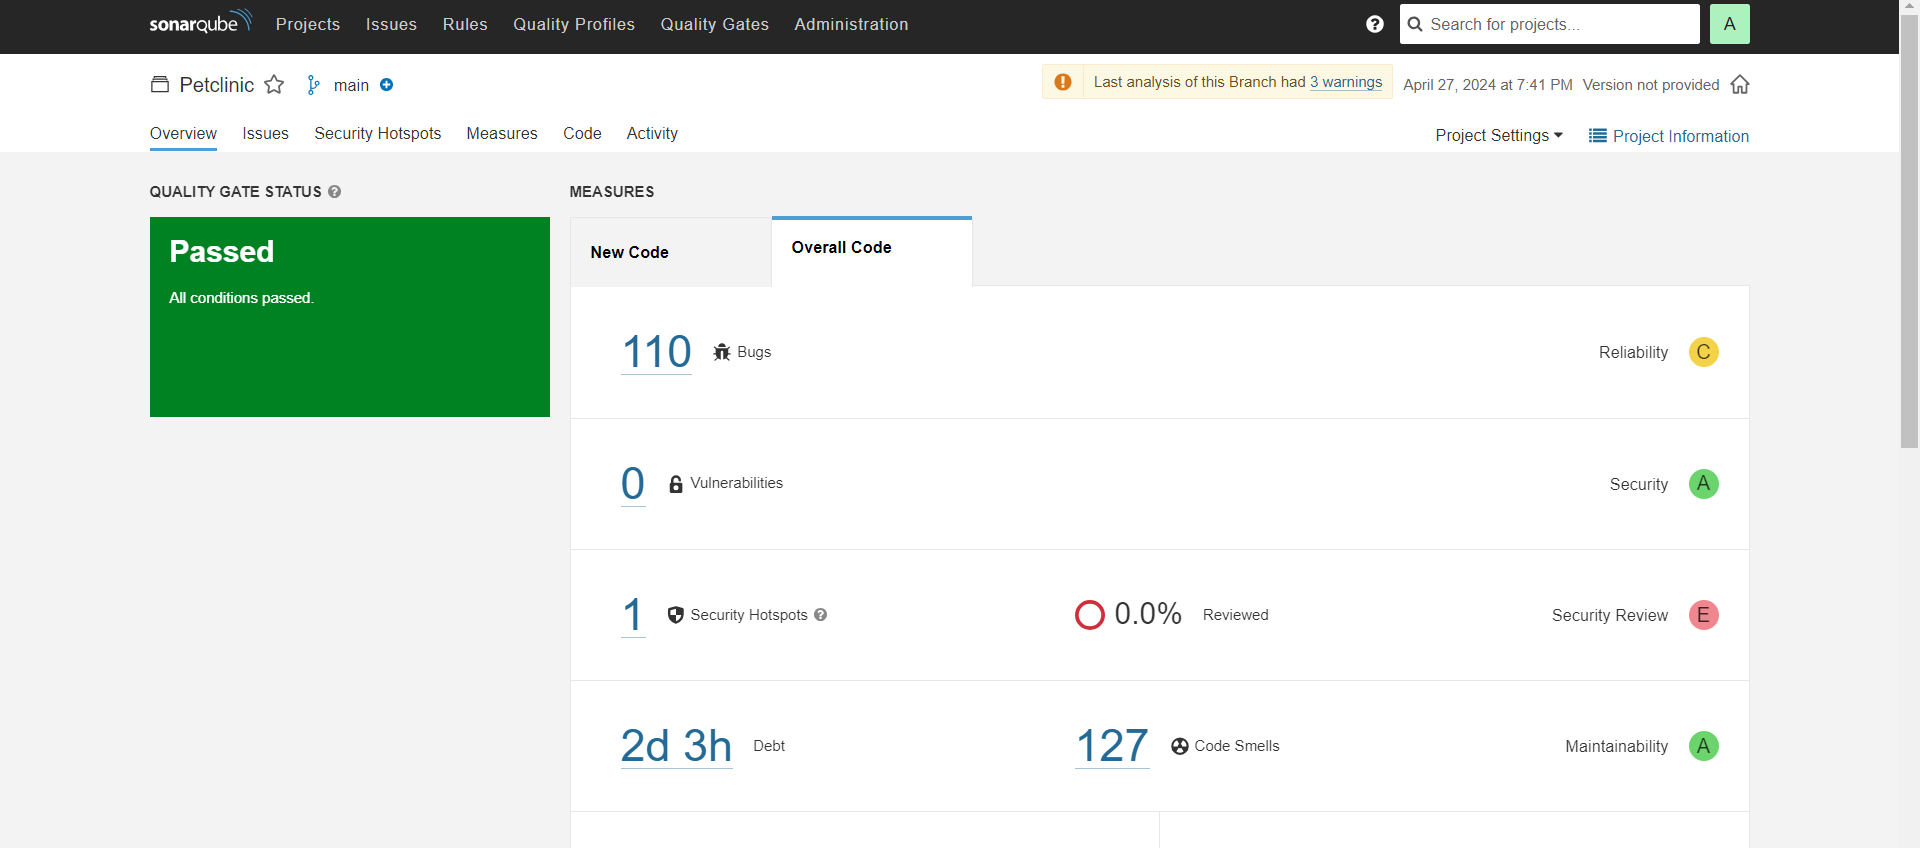 sonarqube Projects Issues Rules Quality Profiles Quality Gates Administration Search for projects... A
Petclinic main Last analysis of this Branch had 3 warnings April 27, 2024 at 7:41 PM Version not provided
Overview Issues Security Hotspots Measures Code Activity Project Settings Project Information
QUALITY GATE STATUS
Passed
All conditions passed.
MEASURES
New Code Overall Code
110 Bugs Reliability C
0 Vulnerabilities Security A
1 Security Hotspots 0.0% Reviewed Security Review E
2d 3h Debt 127 Code Smells Maintainability A